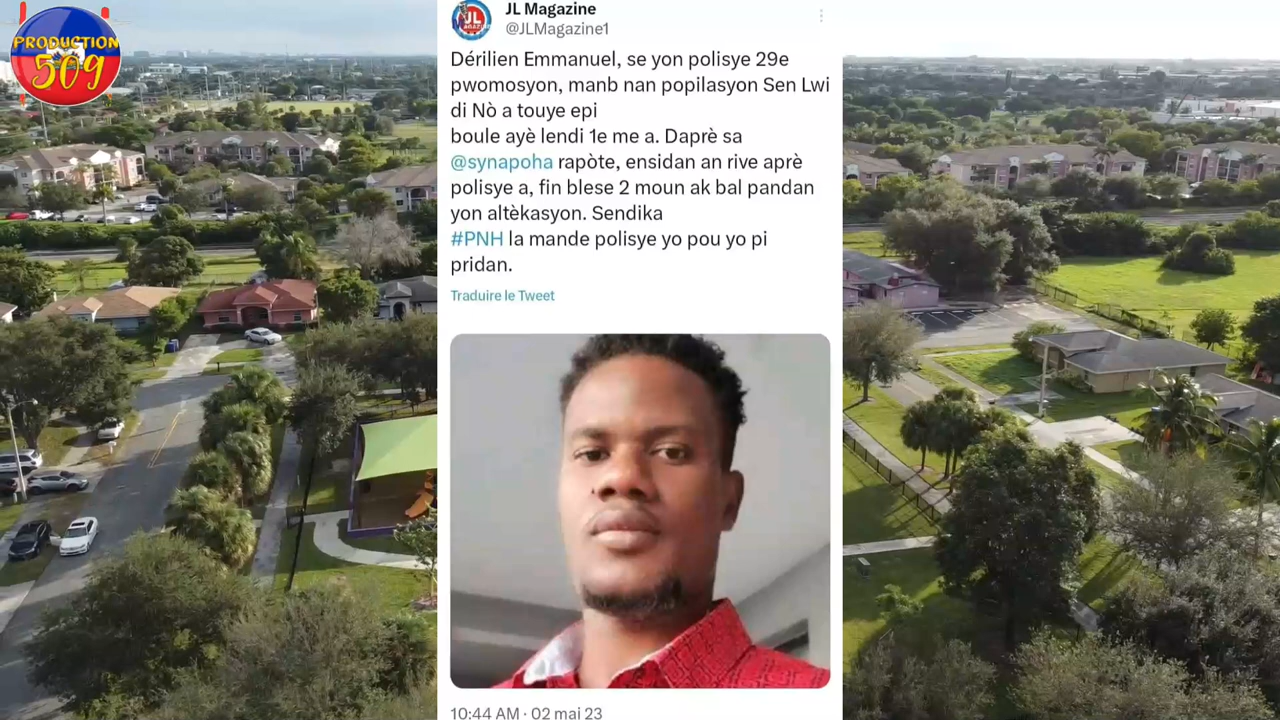 PRODUCTION
509
JL Magazine
@JLMagazine1
Dérilien Emmanuel, se yon polisye 29e
pwomosyon, manb nan popilasyon Sen Lwi
di Nò a touye epi
boule ayè lendi 1e me a. Daprè sa
@synapoha rapòte, ensidan an rive aprè
polisye a, fin blese 2 moun ak bal pandan
yon altèkasyon. Sendika
#PNH la mande polisye yo pou yo pi
pridan.
Traduire le Tweet
10:44 AM · 02 mai 23